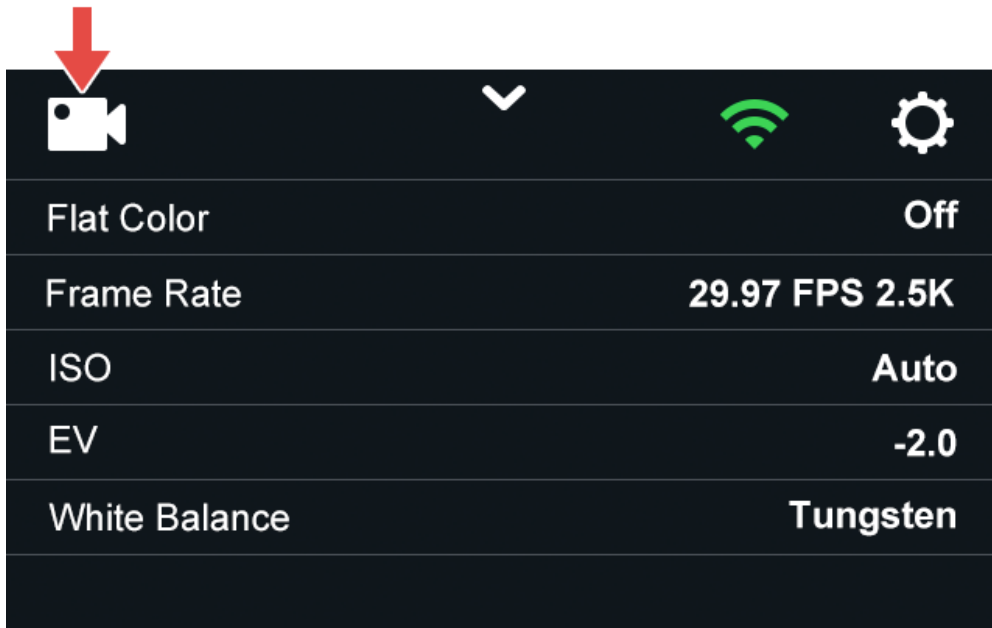 Flat Color Off
Frame Rate 29.97 FPS 2.5K
ISO Auto
EV -2.0
White Balance Tungsten